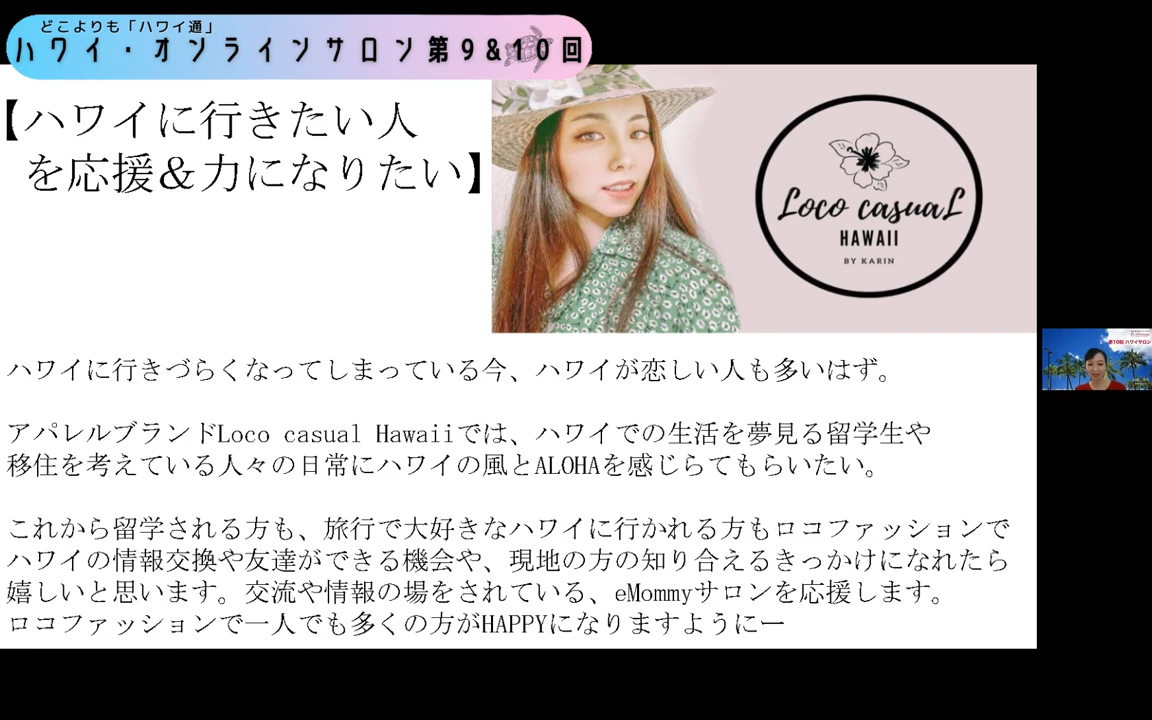 どこよりも「ハワイ通」
ハワイ・オンラインサロン第9&10回
【ハワイに行きたい人
を応援＆力になりたい】
Loco casual
HAWAII
BY KARIN
第10回 ハワイサロン
ハワイに行きづらくなってしまっている今、ハワイが恋しい人も多いはず。
アパレルブランドLoco casual Hawaiiでは、ハワイでの生活を夢見る留学生や
移住を考えている人々の日常にハワイの風とALOHAを感じらてもらいたい。
これから留学される方も、旅行で大好きなハワイに行かれる方もロコファッションで
ハワイの情報交換や友達ができる機会や、現地の方の知り合えるきっかけになれたら
嬉しいと思います。交流や情報の場をされている、eMommyサロンを応援します。
ロコファッションで一人でも多くの方がHAPPYになりますようにー